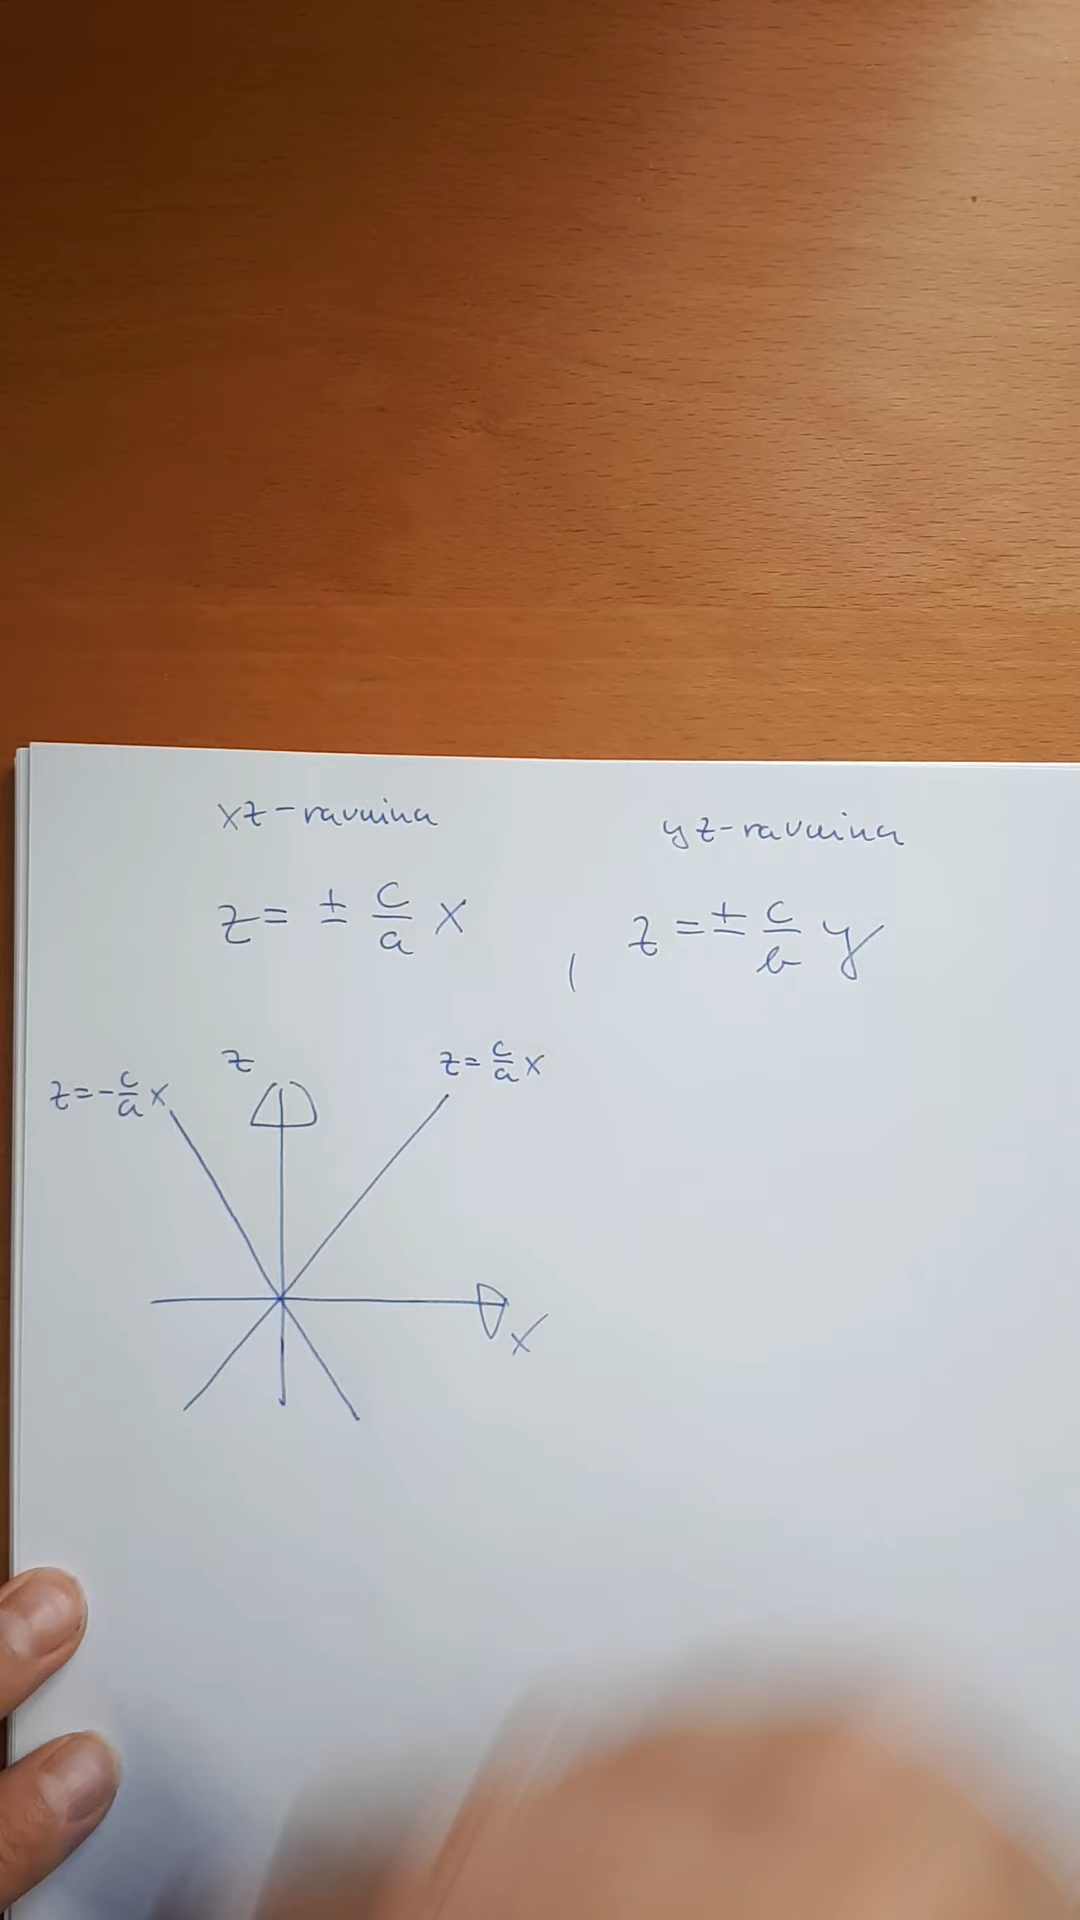 xz-ravnina
z = ± c/a x
,
yz-ravnina
z = ± c/b y
z = -c/a x
z
z = c/a x
x